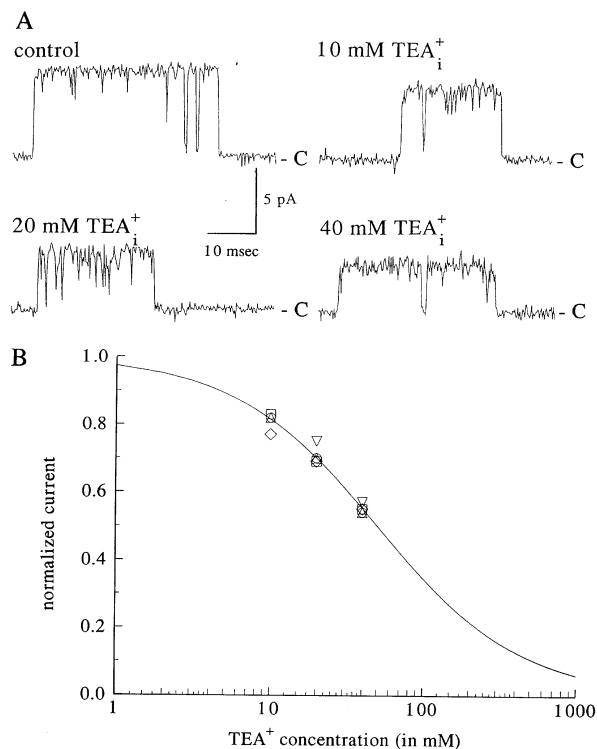 A
control
10 mM TEA+i
- C
- C
5 pA
10 msec
20 mM TEA+i
40 mM TEA+i
- C
- C
B
1.0
0.8
0.6
0.4
0.2
0.0
normalized current
1
10
100
1000
TEA+ concentration (in mM)